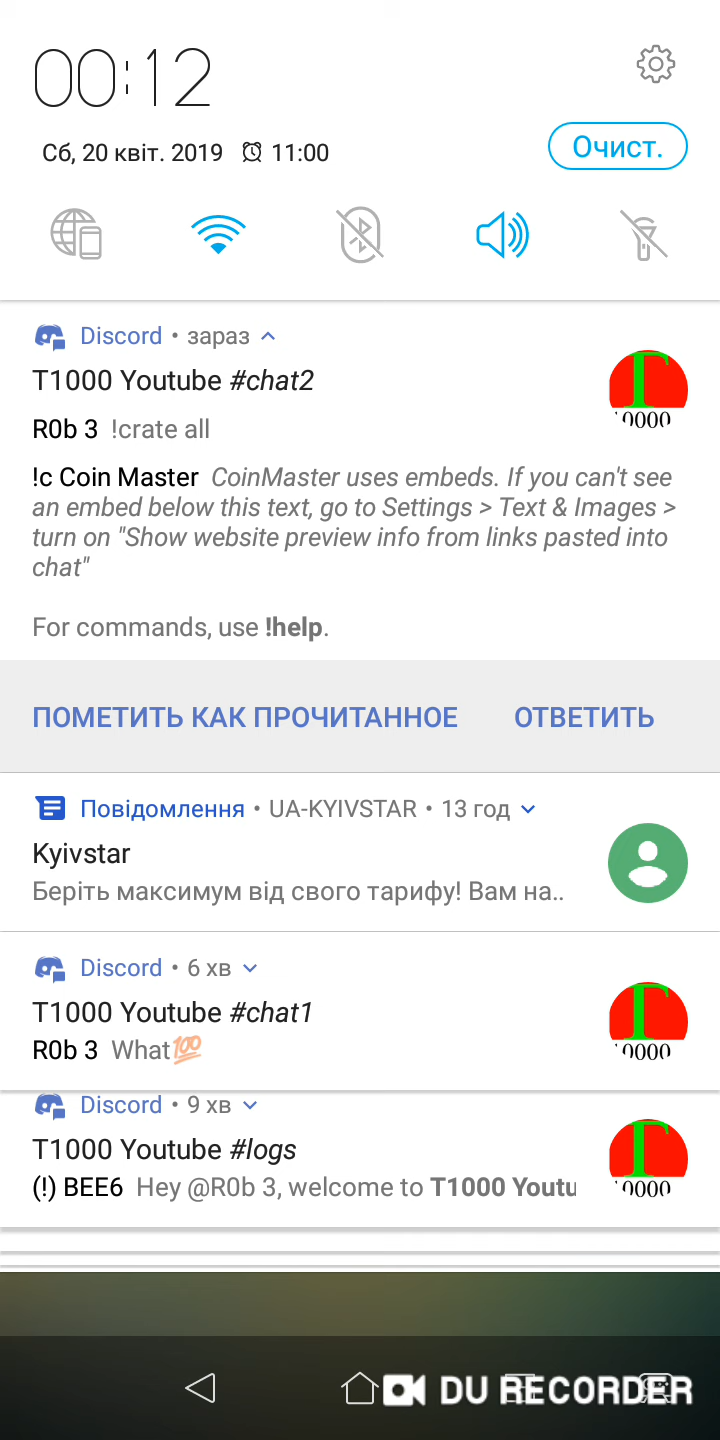 00:12
Сб, 20 квіт. 2019 11:00
Очист.
Discord • зараз
T1000 Youtube #chat2
R0b 3 !crate all
!c Coin Master CoinMaster uses embeds. If you can't see
an embed below this text, go to Settings > Text & Images >
turn on "Show website preview info from links pasted into
chat"
For commands, use !help.
T
10000
ПОМЕТИТЬ КАК ПРОЧИТАННОЕ ОТВЕТИТЬ
Повідомлення • UA-KYIVSTAR • 13 год
Kyivstar
Беріть максимум від свого тарифу! Вам на..
Discord • 6 хв
T1000 Youtube #chat1
R0b 3 What💯
T
10000
Discord • 9 хв
T1000 Youtube #logs
(!) BEE6 Hey @R0b 3, welcome to T1000 Youtu
T
10000
DU RECORDER